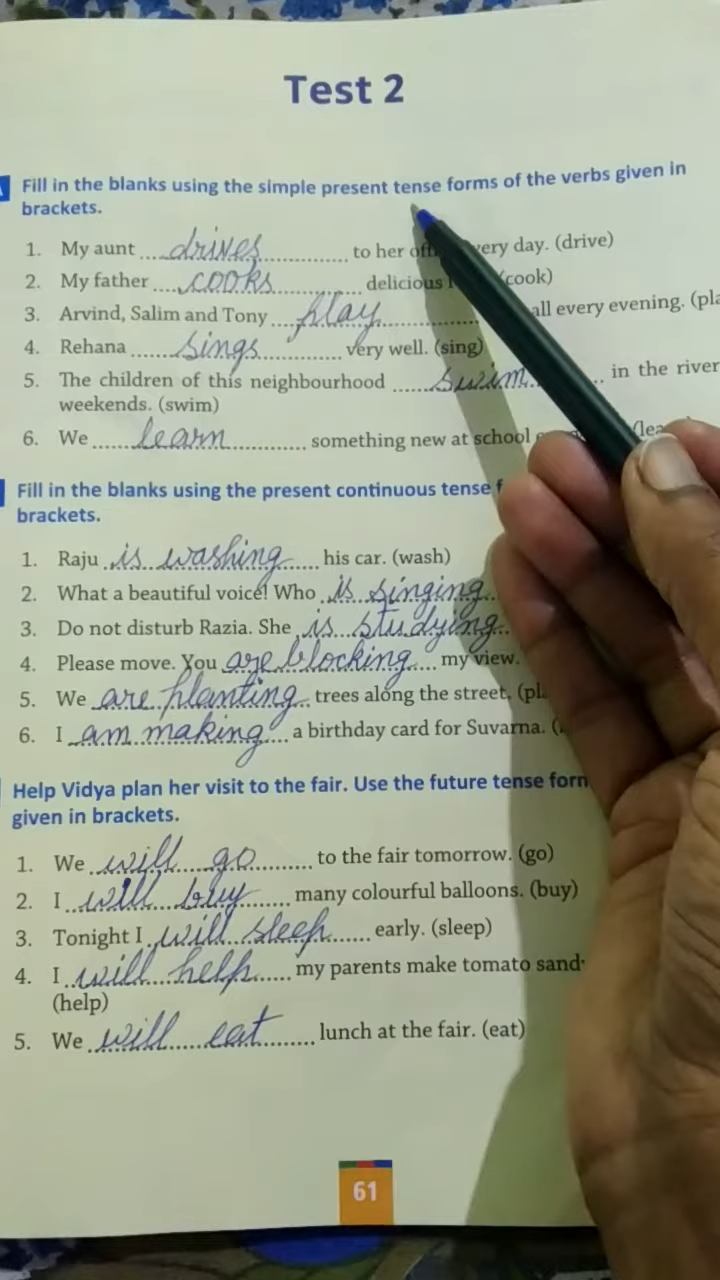 Test 2
Fill in the blanks using the simple present tense forms of the verbs given in
brackets.
1. My aunt ....drives................ to her every day. (drive)
2. My father ....cooks................ delicious (cook)
3. Arvind, Salim and Tony ....play................ all every evening.
4. Rehana .......sings............. very well. (sing)
5. The children of this neighbourhood ......swim...... in the river
weekends. (swim)
6. We ......learn............. something new at school
Fill in the blanks using the present continuous tense
brackets.
1. Raju ..is washing..... his car. (wash)
2. What a beautiful voice! Who ..is singing..
3. Do not disturb Razia. She ..is studying..
4. Please move. You are blocking.... my view.
5. We are planting.. trees along the street.
6. I ..am making.... a birthday card for Suvarna.
Help Vidya plan her visit to the fair. Use the future tense
given in brackets.
1. We ..will go.......... to the fair tomorrow. (go)
2. I ...will buy........ many colourful balloons. (buy)
3. Tonight I ..will sleep...... early. (sleep)
4. I ..will help...... my parents make tomato
(help)
5. We ..will eat........ lunch at the fair. (eat)
61